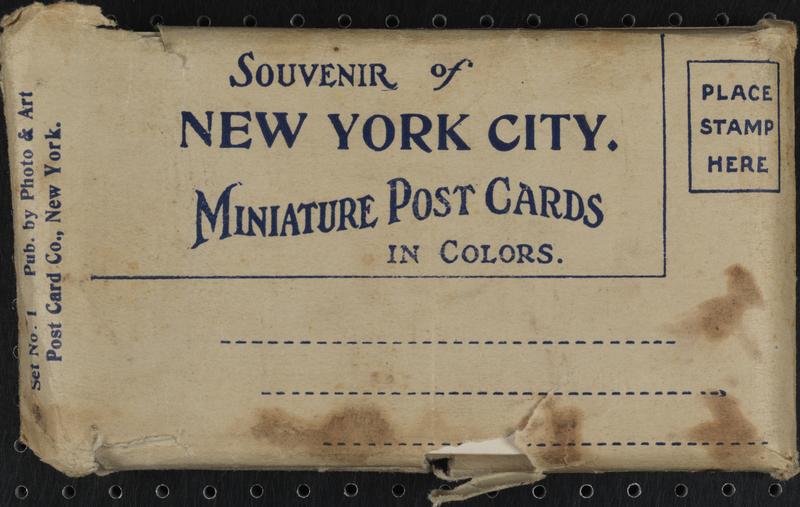 Souvenir of
NEW YORK CITY.
Miniature Post Cards
in Colors.
PLACE
STAMP
HERE
Set No. 1 Pub. by Photo & Art
Post Card Co., New York.